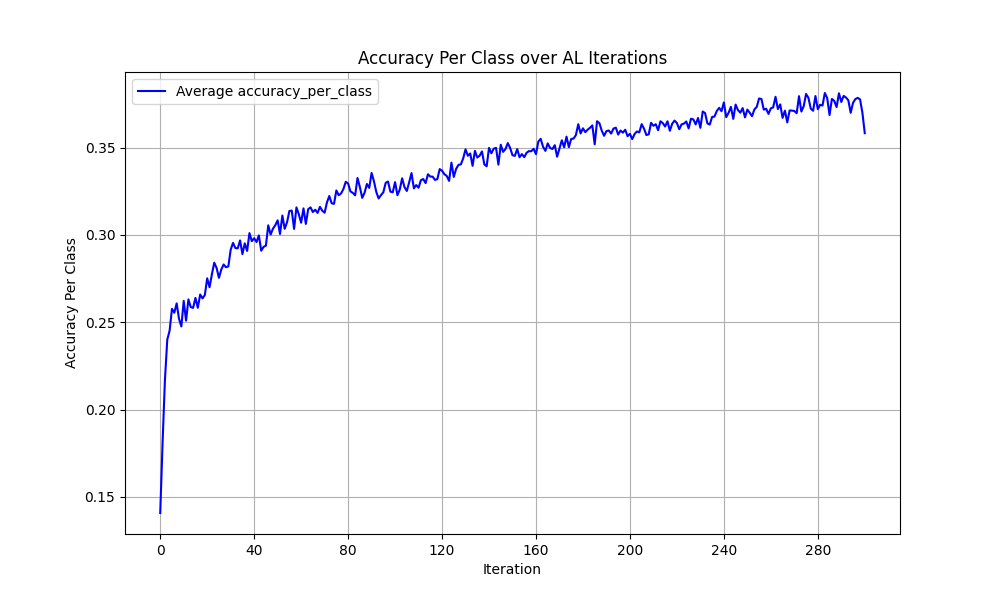 Accuracy Per Class over AL Iterations
Average accuracy_per_class
Accuracy Per Class
0.35
0.30
0.25
0.20
0.15
0 40 80 120 160 200 240 280
Iteration